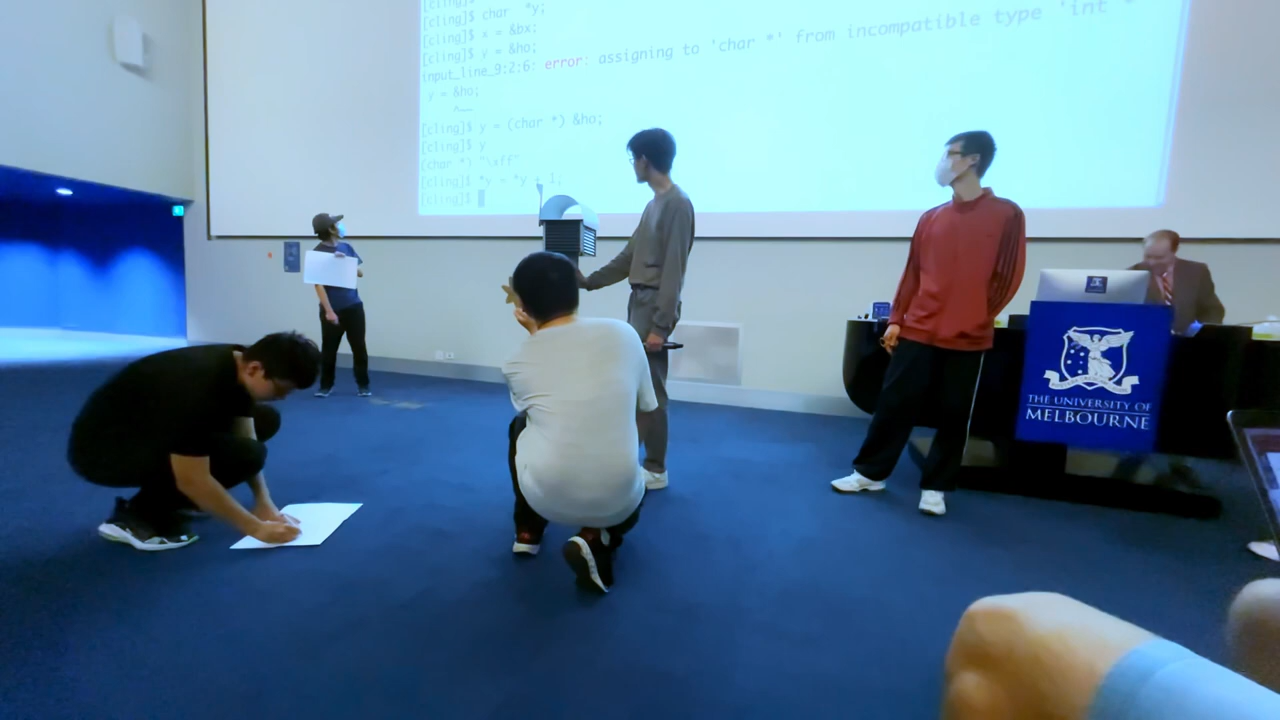 [cling]$
[cling]$ char *y;
[cling]$ x = &bx;
[cling]$ y = &ho;
input_line_9:2:6: error: assigning to 'char *' from incompatible type 'int *
y = &ho;
^~~~
[cling]$ y = (char *) &ho;
[cling]$ y
(char *) "\xff"
[cling]$ *y = *y + 1;
[cling]$
THE UNIVERSITY OF
MELBOURNE